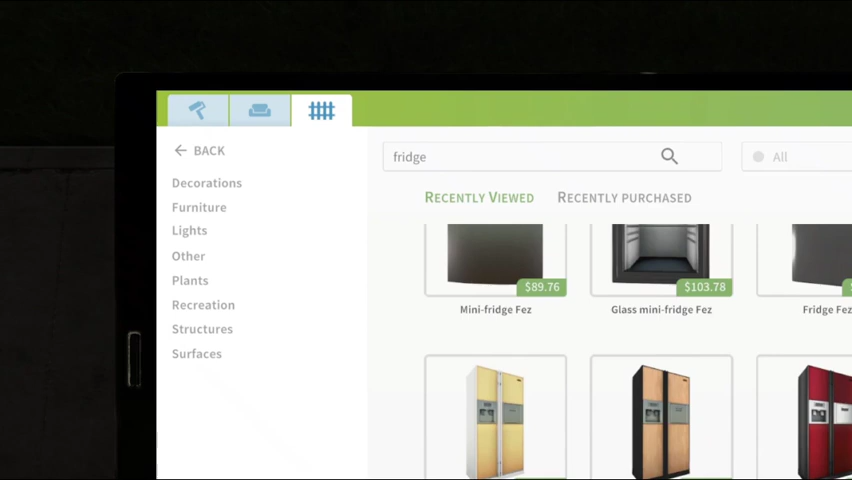 BACK
Decorations
Furniture
Lights
Other
Plants
Recreation
Structures
Surfaces
fridge
All
RECENTLY VIEWED
RECENTLY PURCHASED
$89.76
$103.78
Mini-fridge Fez
Glass mini-fridge Fez
Fridge Fez